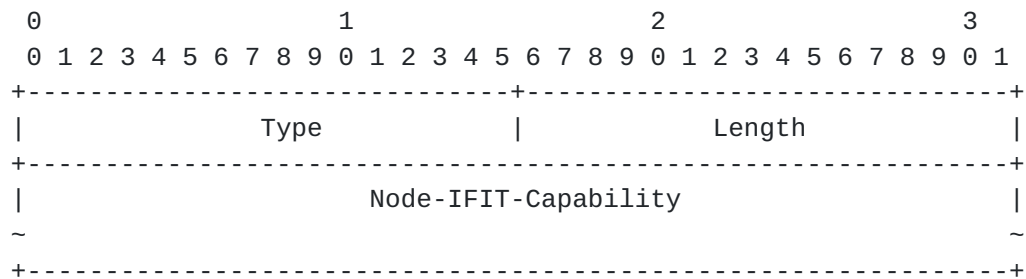 0                   1                   2                   3
 0 1 2 3 4 5 6 7 8 9 0 1 2 3 4 5 6 7 8 9 0 1 2 3 4 5 6 7 8 9 0 1
+-------------------------------+-------------------------------+
|               Type            |            Length             |
+---------------------------------------------------------------+
|                      Node-IFIT-Capability                     |
~                                                               ~
+---------------------------------------------------------------+